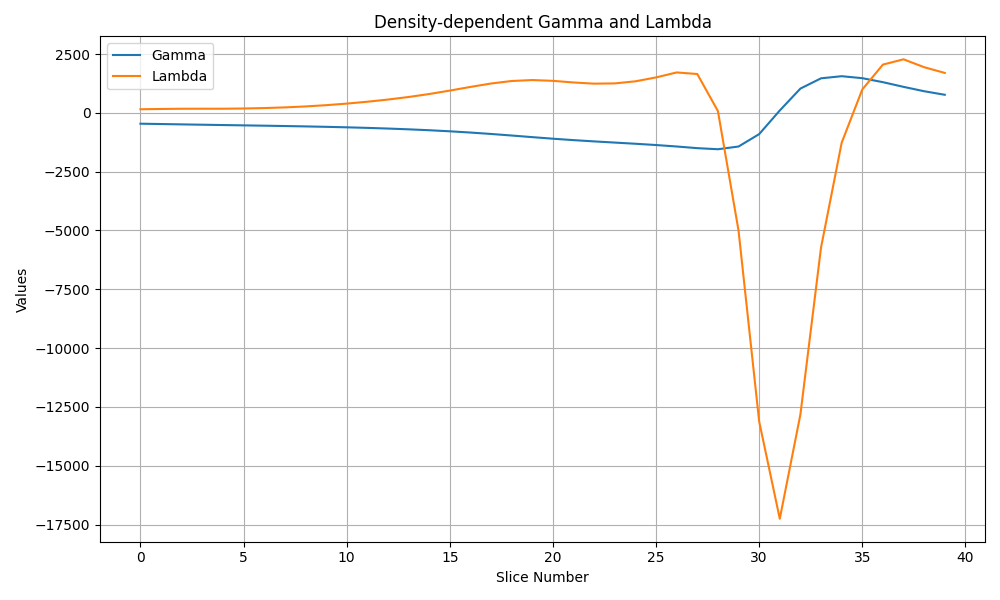 Density-dependent Gamma and Lambda
Gamma
Lambda
2500
0
−2500
−5000
−7500
−10000
−12500
−15000
−17500
Values
0 5 10 15 20 25 30 35 40
Slice Number